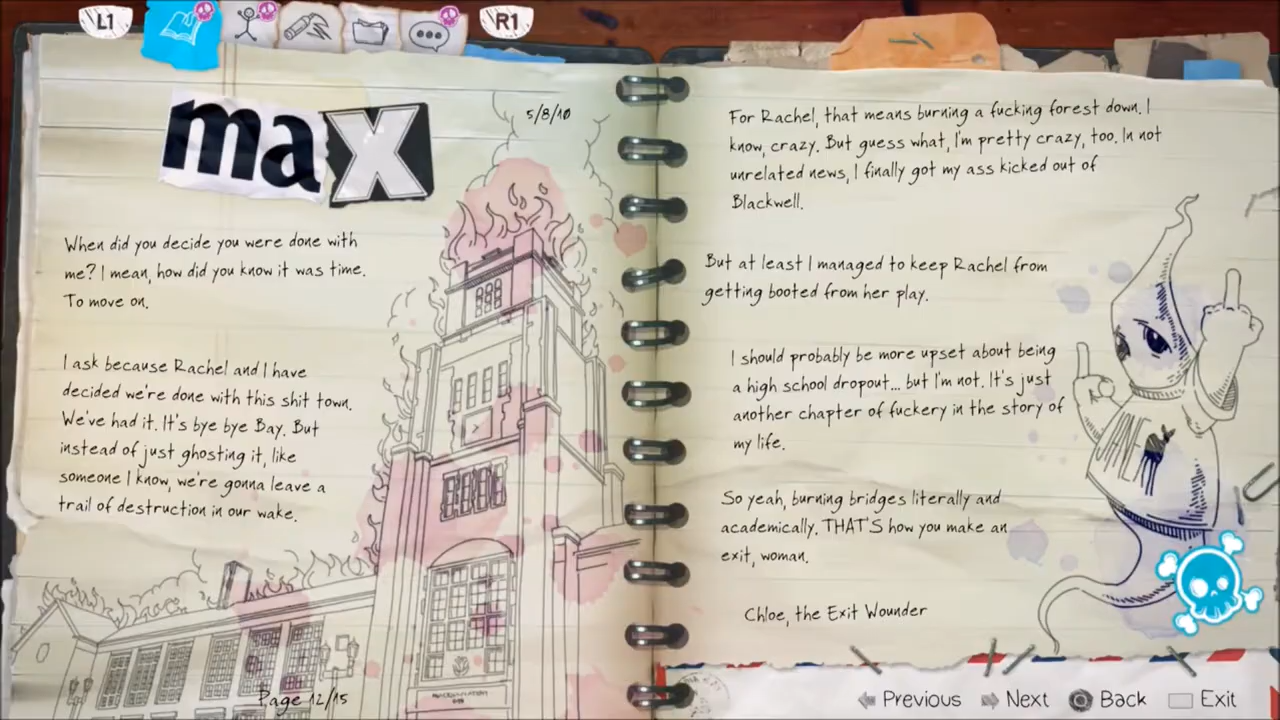 L1
R1
max
5/8/10
When did you decide you were done with
me? I mean, how did you know it was time.
To move on.
I ask because Rachel and I have
decided we're done with this shit town.
We've had it. It's bye bye Bay. But
instead of just ghosting it, like
someone I know, we're gonna leave a
trail of destruction in our wake.
Page 12/15
For Rachel, that means burning a fucking forest down. I
know, crazy. But guess what, I'm pretty crazy, too. In not
unrelated news, I finally got my ass kicked out of
Blackwell.
But at least I managed to keep Rachel from
getting booted from her play.
I should probably be more upset about being
a high school dropout... but I'm not. It's just
another chapter of fuckery in the story of
my life.
So yeah, burning bridges literally and
academically. THAT'S how you make an
exit, woman.
Chloe, the Exit Wounder
Previous
Next
Back
Exit